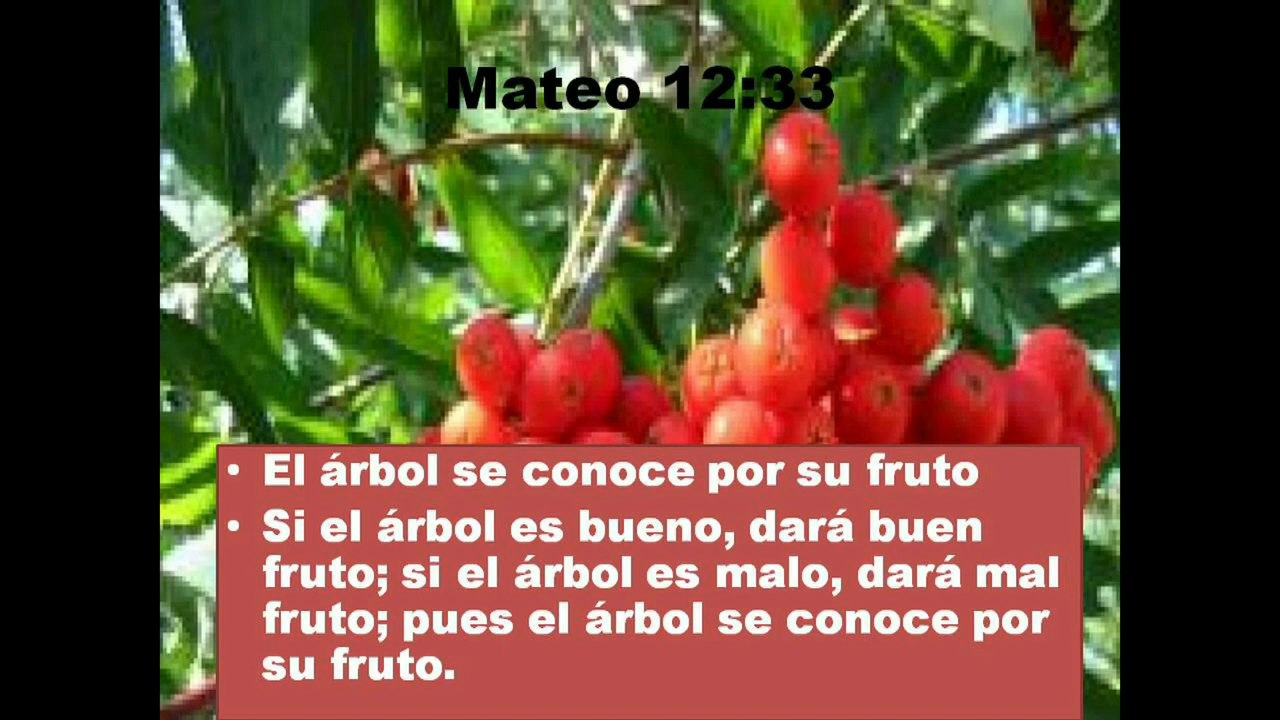 Mateo 12:33
• El árbol se conoce por su fruto
• Si el árbol es bueno, dará buen
fruto; si el árbol es malo, dará mal
fruto; pues el árbol se conoce por
su fruto.